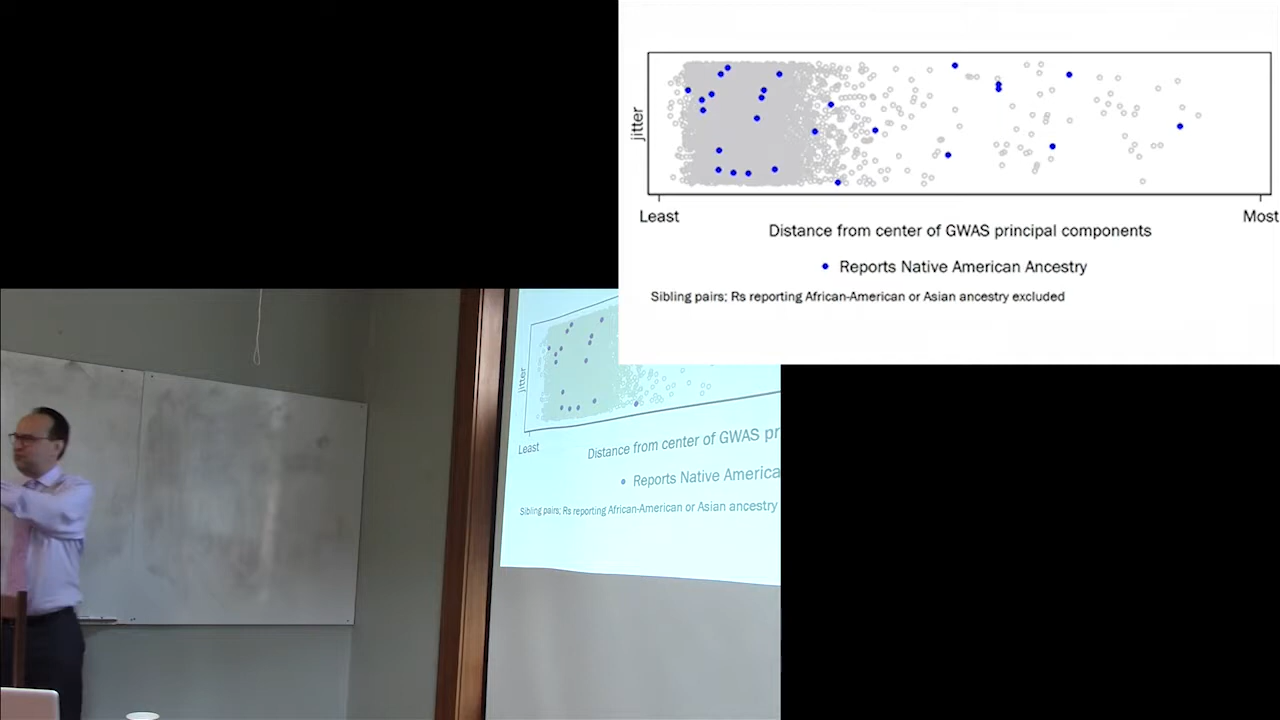 jitter
Least
Most
Distance from center of GWAS principal components
Reports Native American Ancestry
Sibling pairs; Rs reporting African-American or Asian ancestry excluded
jitter
Least
Distance from center of GWAS pr
Reports Native America
Sibling pairs; Rs reporting African-American or Asian ancestry